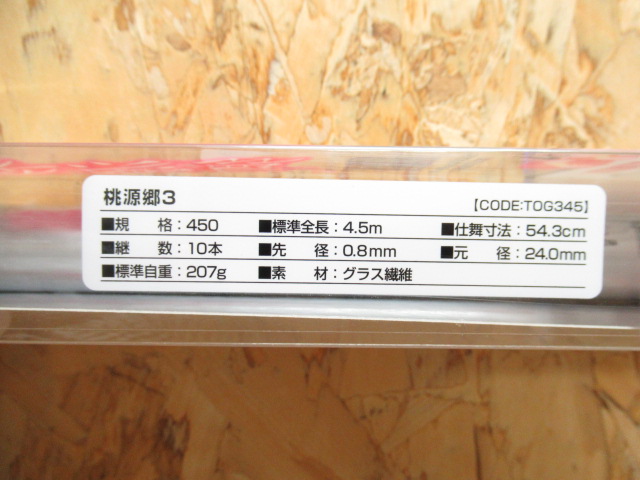 桃源郷3 【CODE:TOG345】
■規 格:450 ■標準全長:4.5m ■仕舞寸法:54.3cm
■継 数:10本 ■先 径:0.8mm ■元 径:24.0mm
■標準自重:207g ■素 材:グラス繊維